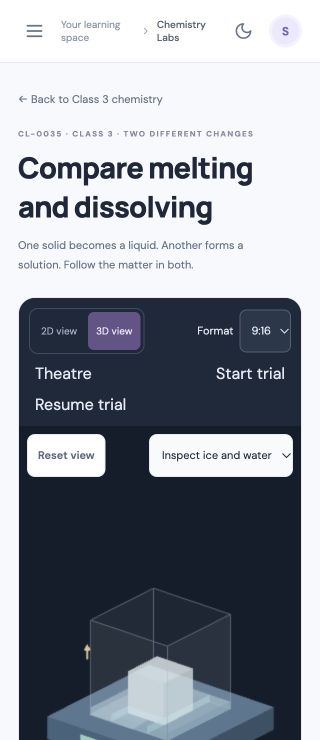 Your learning space
Chemistry Labs
S
← Back to Class 3 chemistry
CL-0035 · CLASS 3 · TWO DIFFERENT CHANGES
Compare melting
and dissolving
One solid becomes a liquid. Another forms a
solution. Follow the matter in both.
2D view
3D view
Format
9:16
Theatre
Start trial
Resume trial
Reset view
Inspect ice and water